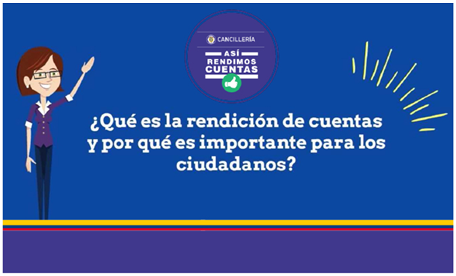 CANCILLERÍA
ASÍ
RENDIMOS
CUENTAS
¿Qué es la rendición de cuentas
y por qué es importante para los
ciudadanos?